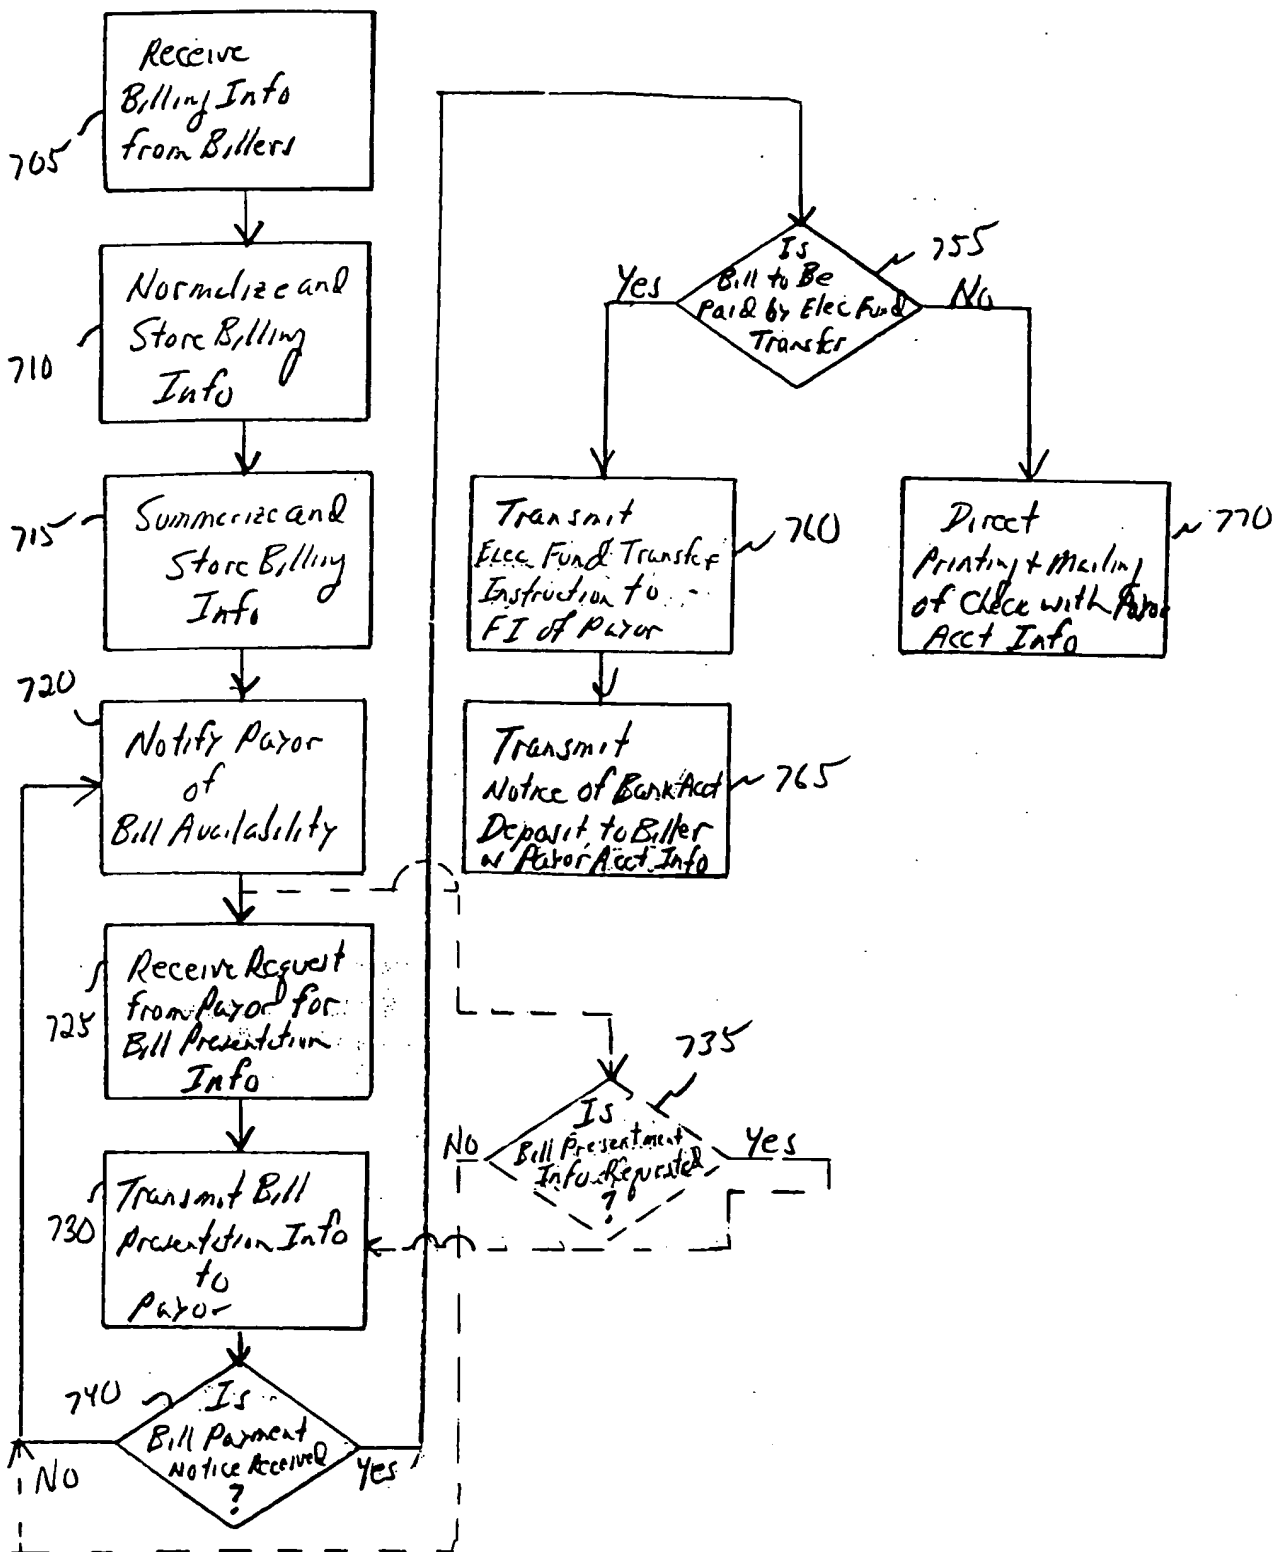 Receive
Billing Info
from Billers
705
Normalize and
Store Billing
Info
710
Summerize and
Store Billing
Info
715
720
Notify Payor
of
Bill Availability
Receive Request
from Payor for
Bill Presentation
Info
725
Transmit Bill
Presentation Info
to
Payor
730
740
Is
Bill Payment
Notice Received
?
No
Yes
Is
Bill Presentment
Info Requested
?
735
No
Yes
Is
Bill to Be
Paid by Elec Fund
Transfer
755
Yes
No
Transmit
Elec Fund Transfer
Instruction to
FI of Payor
760
Transmit
Notice of Bank Acct
Deposit to Biller
w Payor Acct Info
765
Direct
Printing + Mailing
of Check with Payor
Acct Info
770